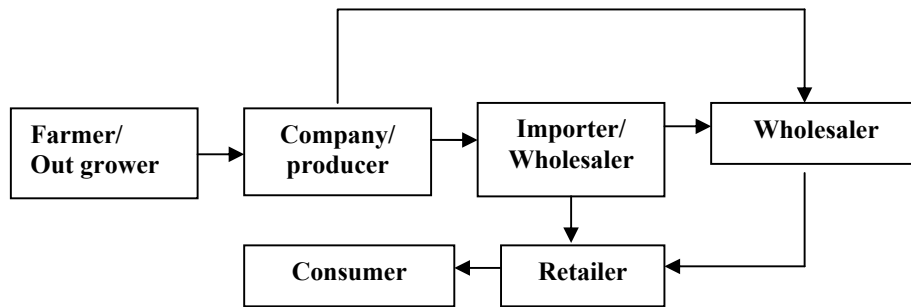 Farmer/
Out grower
Company/
producer
Importer/
Wholesaler
Wholesaler
Consumer
Retailer